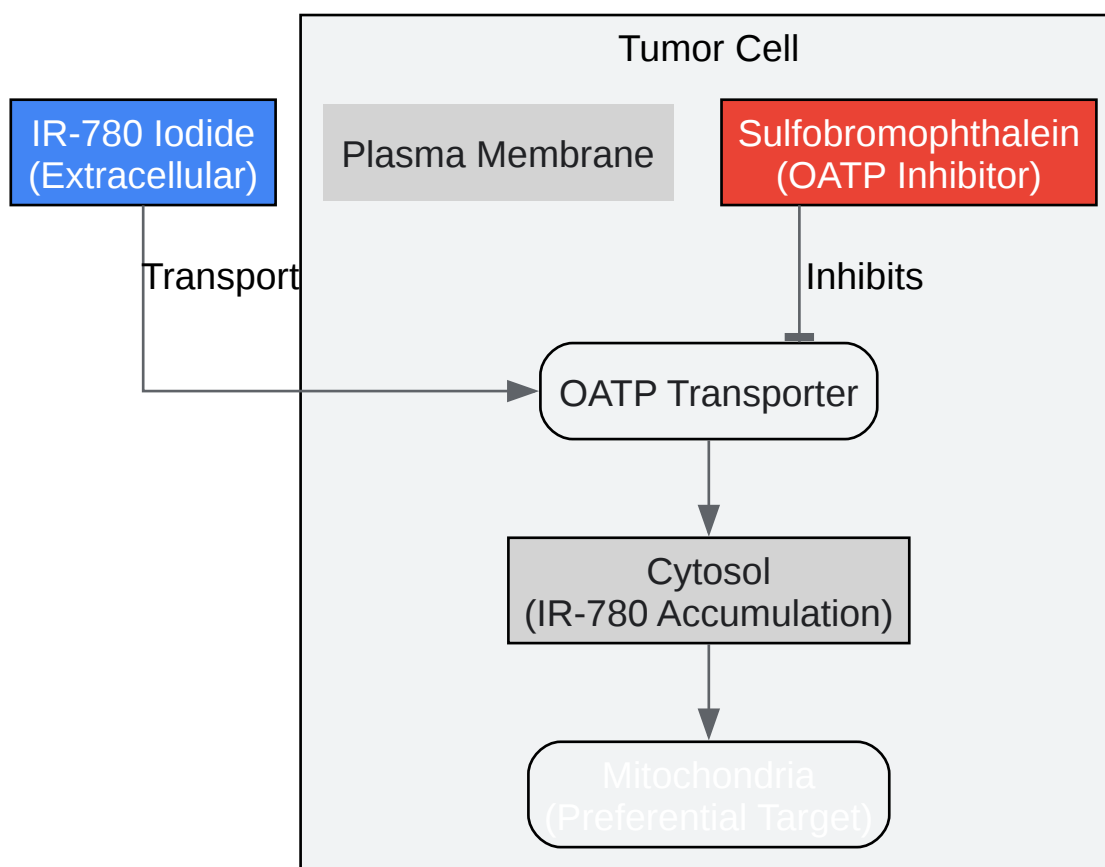 Tumor Cell
IR-780 Iodide
(Extracellular)
Plasma Membrane
Sulfobromophthalein
(OATP Inhibitor)
Transport
Inhibits
OATP Transporter
Cytosol
(IR-780 Accumulation)
Mitochondria
(Preferential Target)